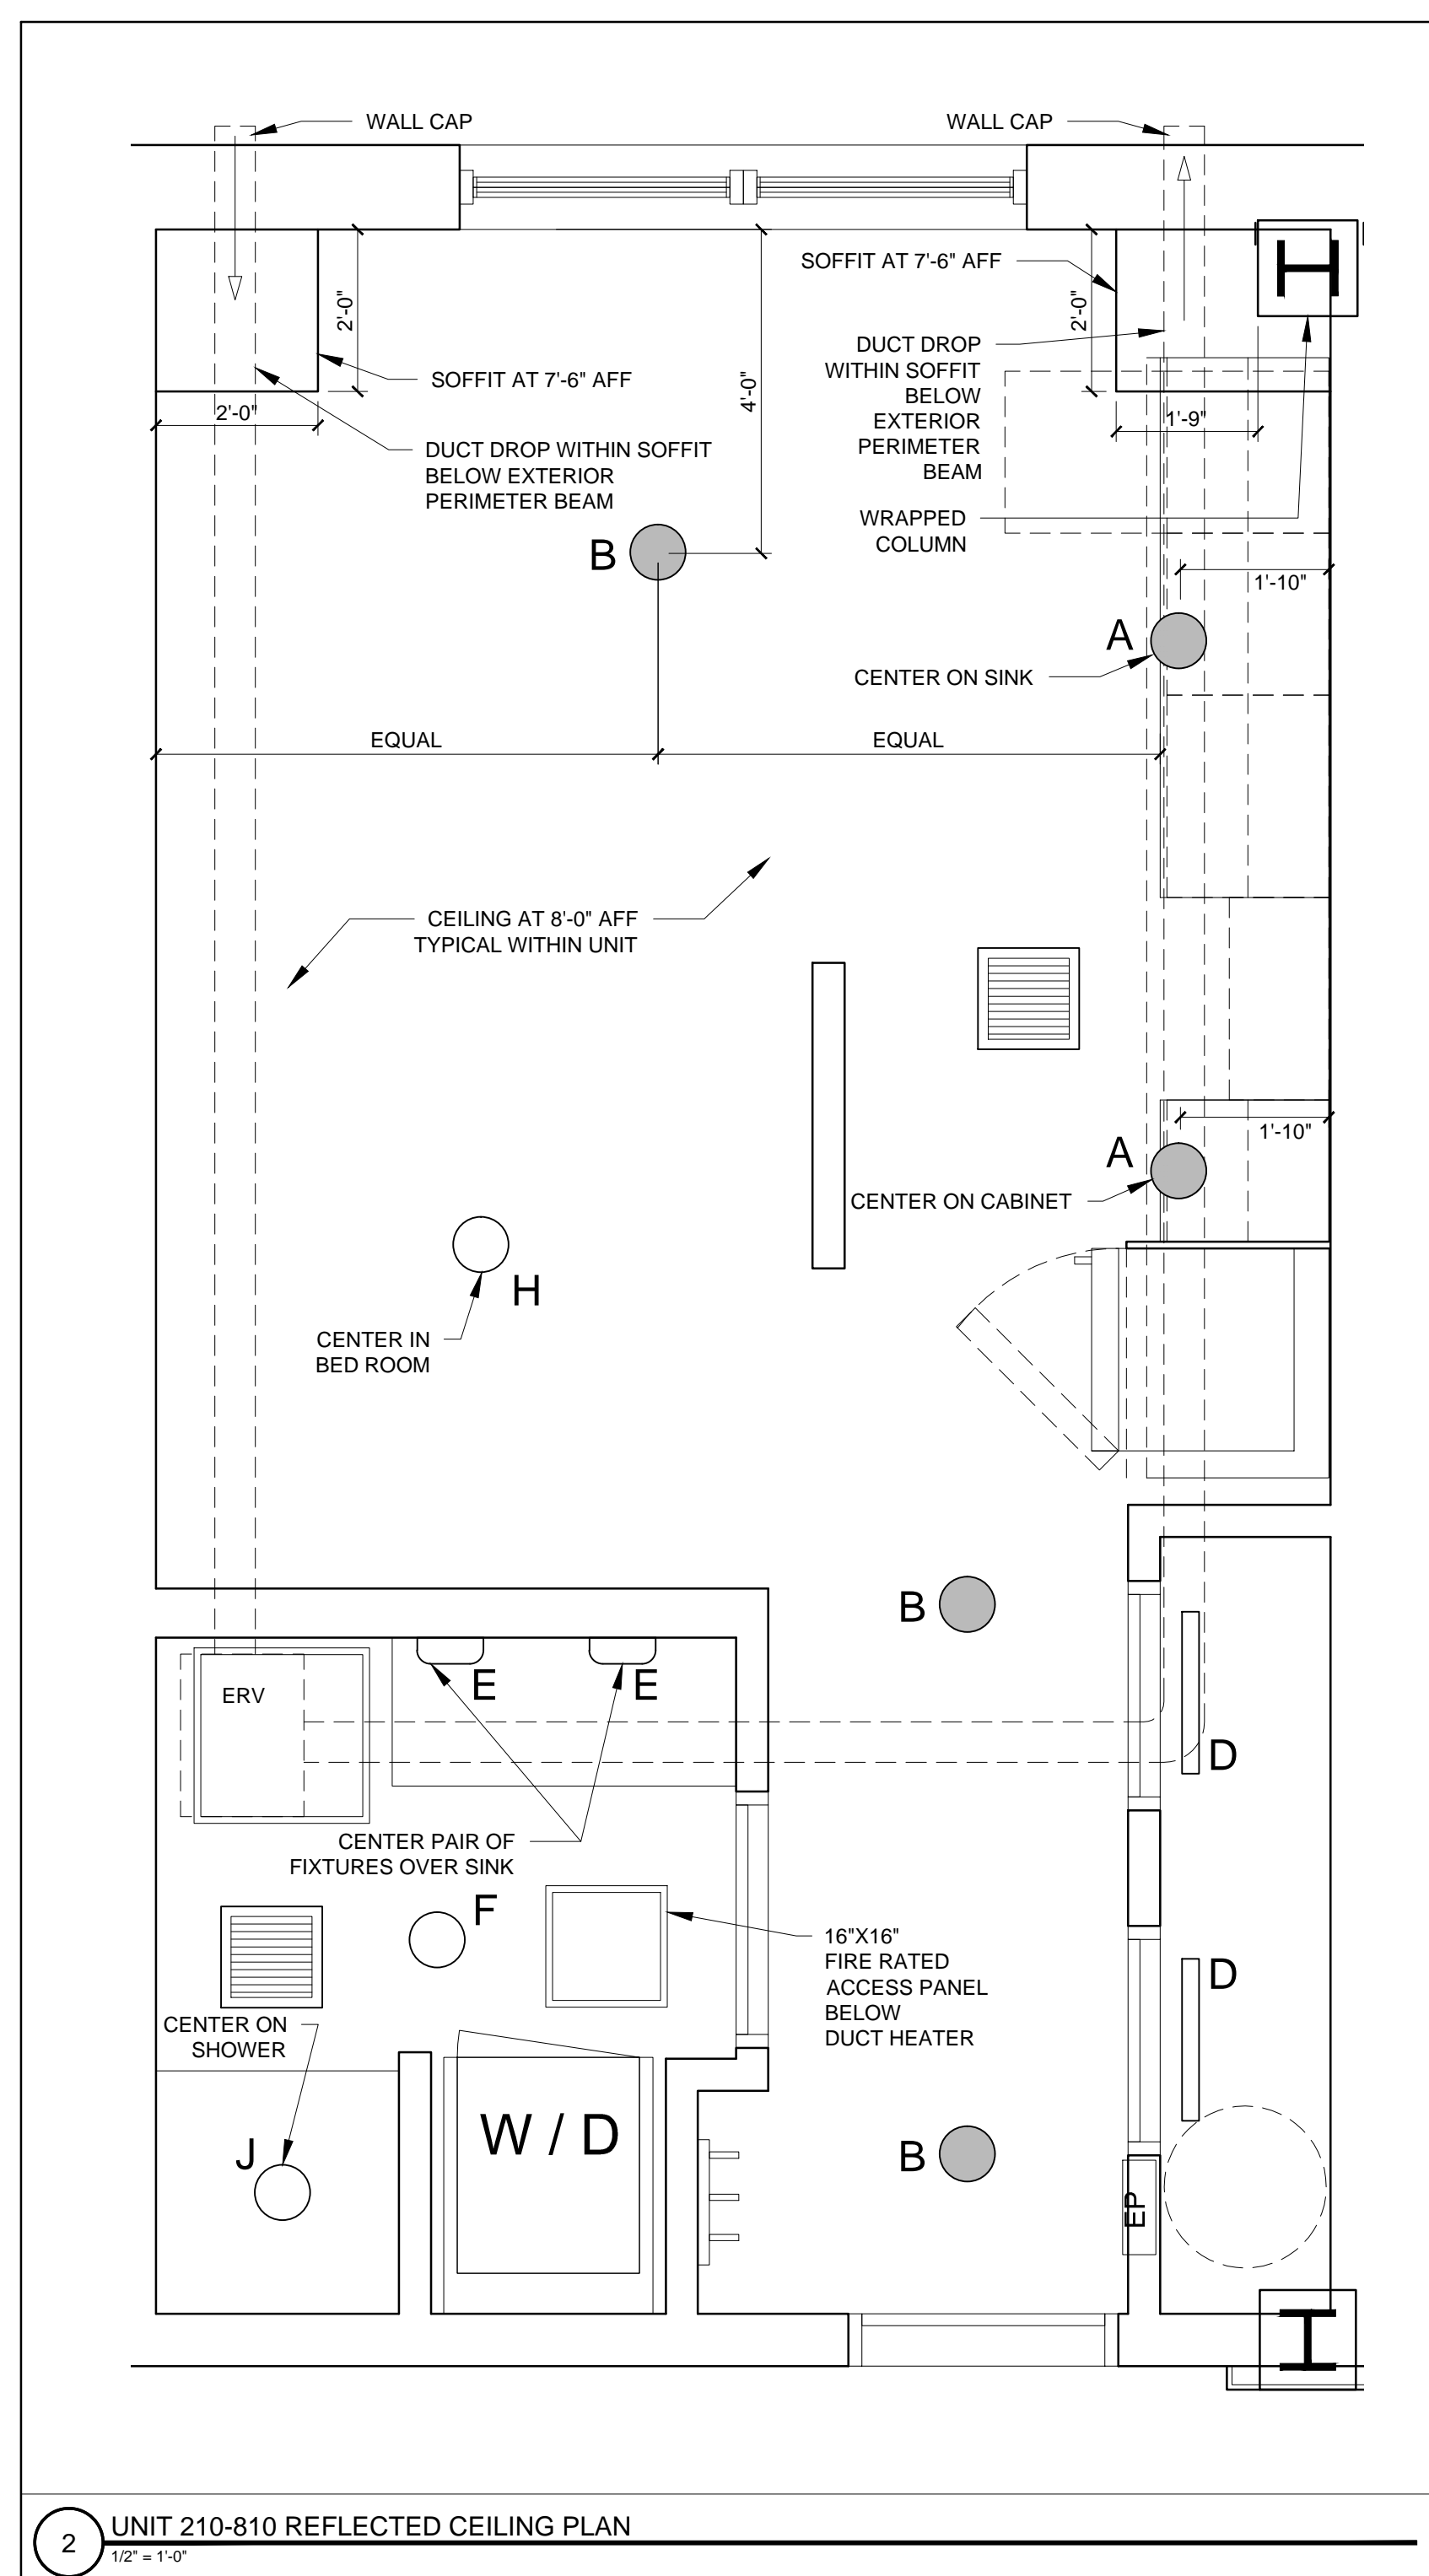 WALL CAP
WALL CAP
SOFFIT AT 7'-6" AFF
2'-0"
2'-0"
4'-0"
DUCT DROP
WITHIN SOFFIT
BELOW
EXTERIOR
PERIMETER
BEAM
SOFFIT AT 7'-6" AFF
2'-0"
1'-9"
DUCT DROP WITHIN SOFFIT
BELOW EXTERIOR
PERIMETER BEAM
WRAPPED
COLUMN
B
1'-10"
A
CENTER ON SINK
EQUAL
EQUAL
CEILING AT 8'-0" AFF
TYPICAL WITHIN UNIT
1'-10"
A
CENTER ON CABINET
H
CENTER IN
BED ROOM
B
E
E
ERV
D
CENTER PAIR OF
FIXTURES OVER SINK
F
16"X16"
FIRE RATED
ACCESS PANEL
BELOW
DUCT HEATER
D
CENTER ON
SHOWER
W / D
J
B
EP
2
UNIT 210-810 REFLECTED CEILING PLAN
1/2" = 1'-0"